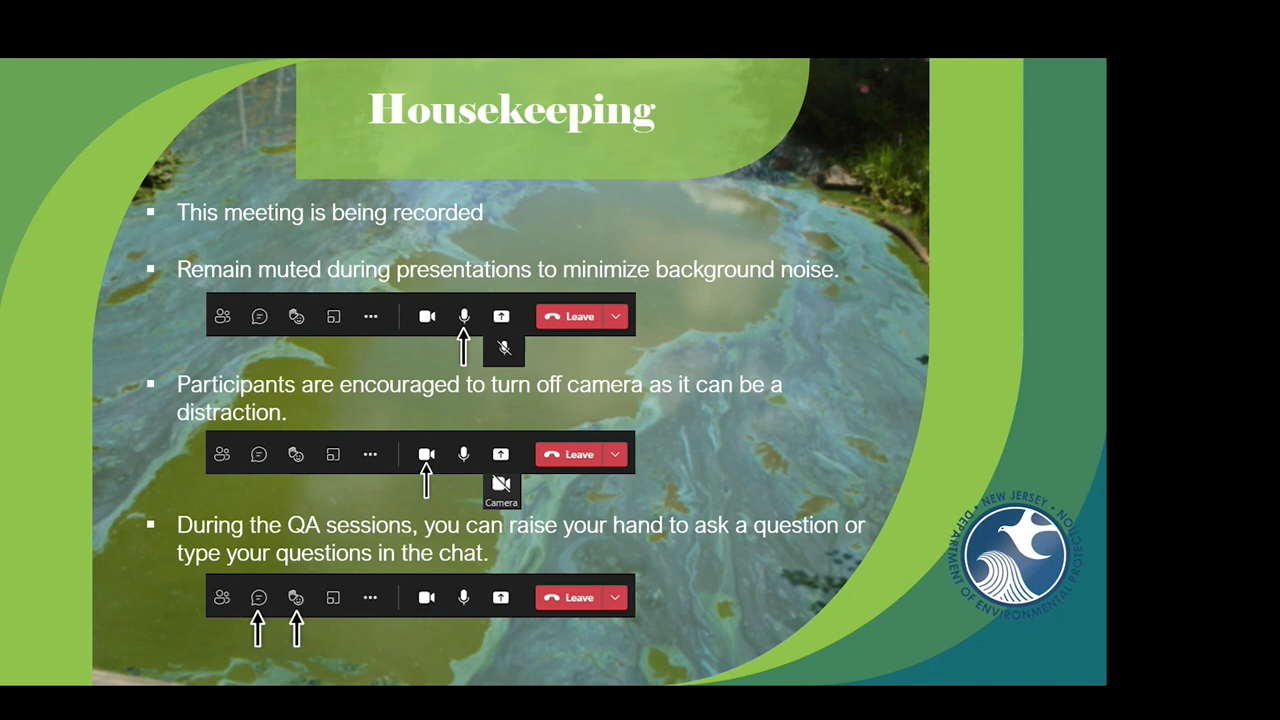 Housekeeping
This meeting is being recorded
Remain muted during presentations to minimize background noise.
Leave
Participants are encouraged to turn off camera as it can be a
distraction.
Leave
Camera
During the QA sessions, you can raise your hand to ask a question or
type your questions in the chat.
Leave
NEW JERSEY
DEPARTMENT OF ENVIRONMENTAL PROTECTION